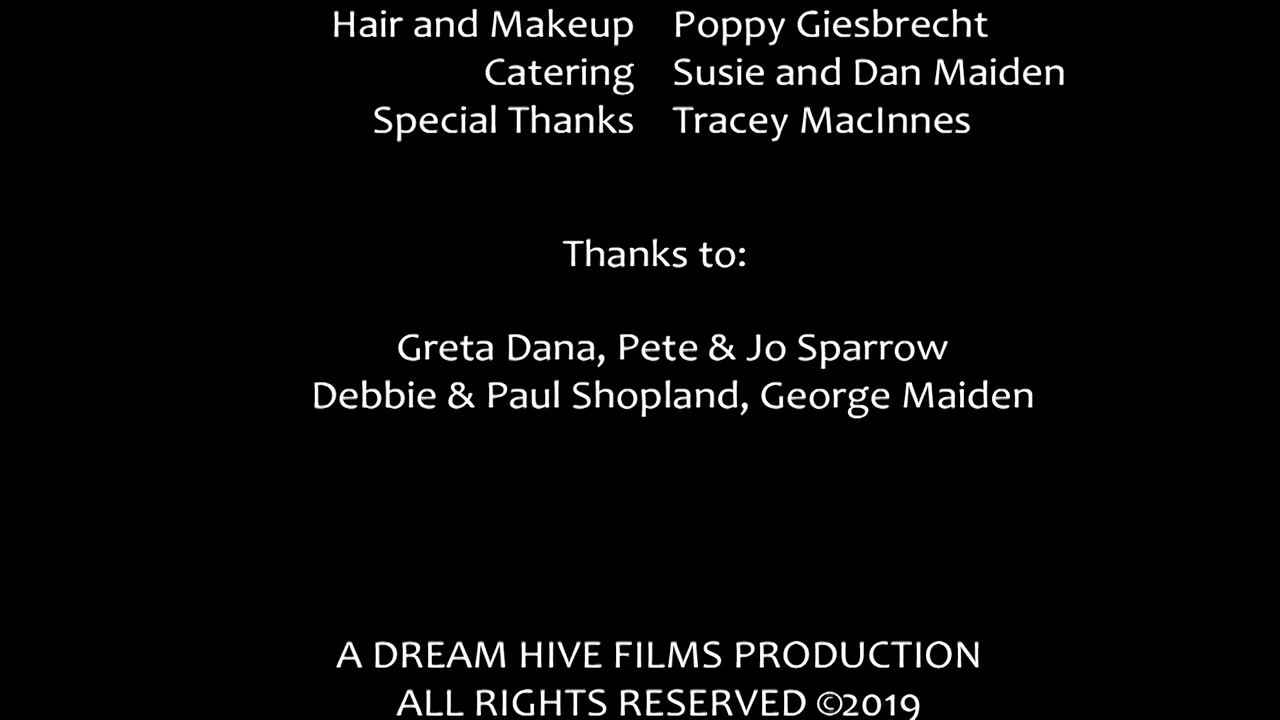 Hair and Makeup Poppy Giesbrecht
Catering Susie and Dan Maiden
Special Thanks Tracey MacInnes
Thanks to:
Greta Dana, Pete & Jo Sparrow
Debbie & Paul Shopland, George Maiden
A DREAM HIVE FILMS PRODUCTION
ALL RIGHTS RESERVED ©2019